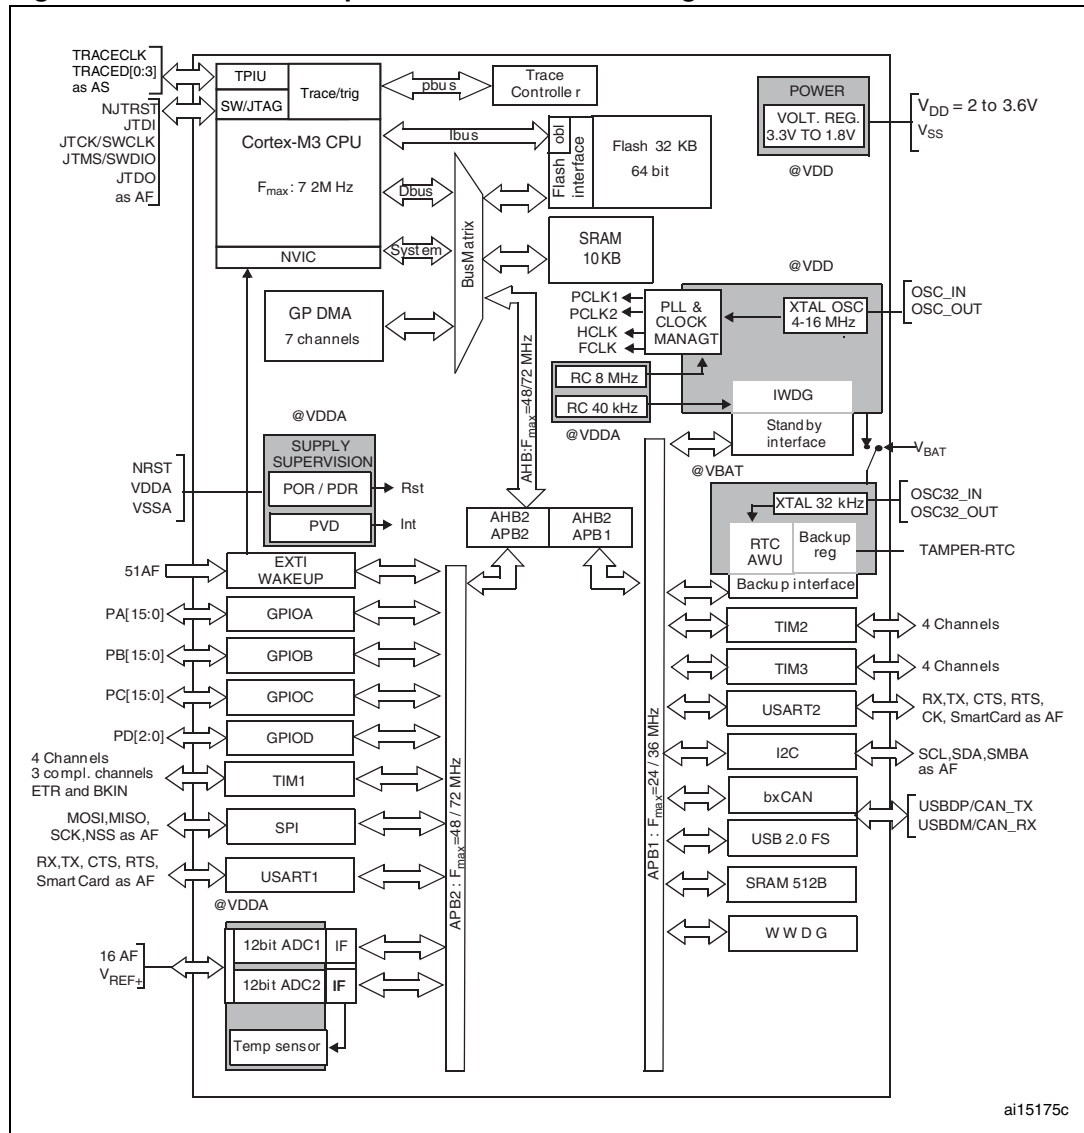 TRACECLK
TRACED[0:3]
as AS
NJTRST
JTDI
JTCK/SWCLK
JTMS/SWDIO
JTDO
as AF
TPIU
SW/JTAG
Trace/trig
Cortex-M3 CPU
Fmax: 7 2M Hz
NVIC
pbus
Trace
Controller
Ibus
Dbus
System
BusMatrix
Flash obl
interface
Flash 32 KB
64 bit
SRAM
10KB
POWER
VOLT. REG.
3.3V TO 1.8V
@VDD
VDD = 2 to 3.6V
VSS
GP DMA
7 channels
AHB:Fmax=48/72 MHz
@VDD
PCLK1
PCLK2
HCLK
FCLK
PLL &
CLOCK
MANAGT
XTAL OSC
4-16 MHz
OSC_IN
OSC_OUT
RC 8 MHz
RC 40 kHz
@VDDA
IWDG
Standby
interface
VBAT
@VBAT
@VDDA
SUPPLY
SUPERVISION
POR / PDR
Rst
PVD
Int
NRST
VDDA
VSSA
AHB2
APB2
AHB2
APB1
XTAL 32 kHz
OSC32_IN
OSC32_OUT
RTC
AWU
Backup
reg
TAMPER-RTC
Backup interface
51AF
EXTI
WAKEUP
PA[15:0]
GPIOA
PB[15:0]
GPIOB
PC[15:0]
GPIOC
PD[2:0]
GPIOD
4 Channels
3 compl. channels
ETR and BKIN
TIM1
MOSI,MISO,
SCK,NSS as AF
SPI
RX,TX, CTS, RTS,
SmartCard as AF
USART1
@VDDA
16 AF
VREF+
12bit ADC1
IF
12bit ADC2
IF
Temp sensor
APB2 : Fmax=48 / 72 MHz
APB1 : Fmax=24 / 36 MHz
TIM2
4 Channels
TIM3
4 Channels
USART2
RX,TX, CTS, RTS,
CK, SmartCard as AF
I2C
SCL,SDA,SMBA
as AF
bxCAN
USBDP/CAN_TX
USBDM/CAN_RX
USB 2.0 FS
SRAM 512B
W W D G
ai15175c